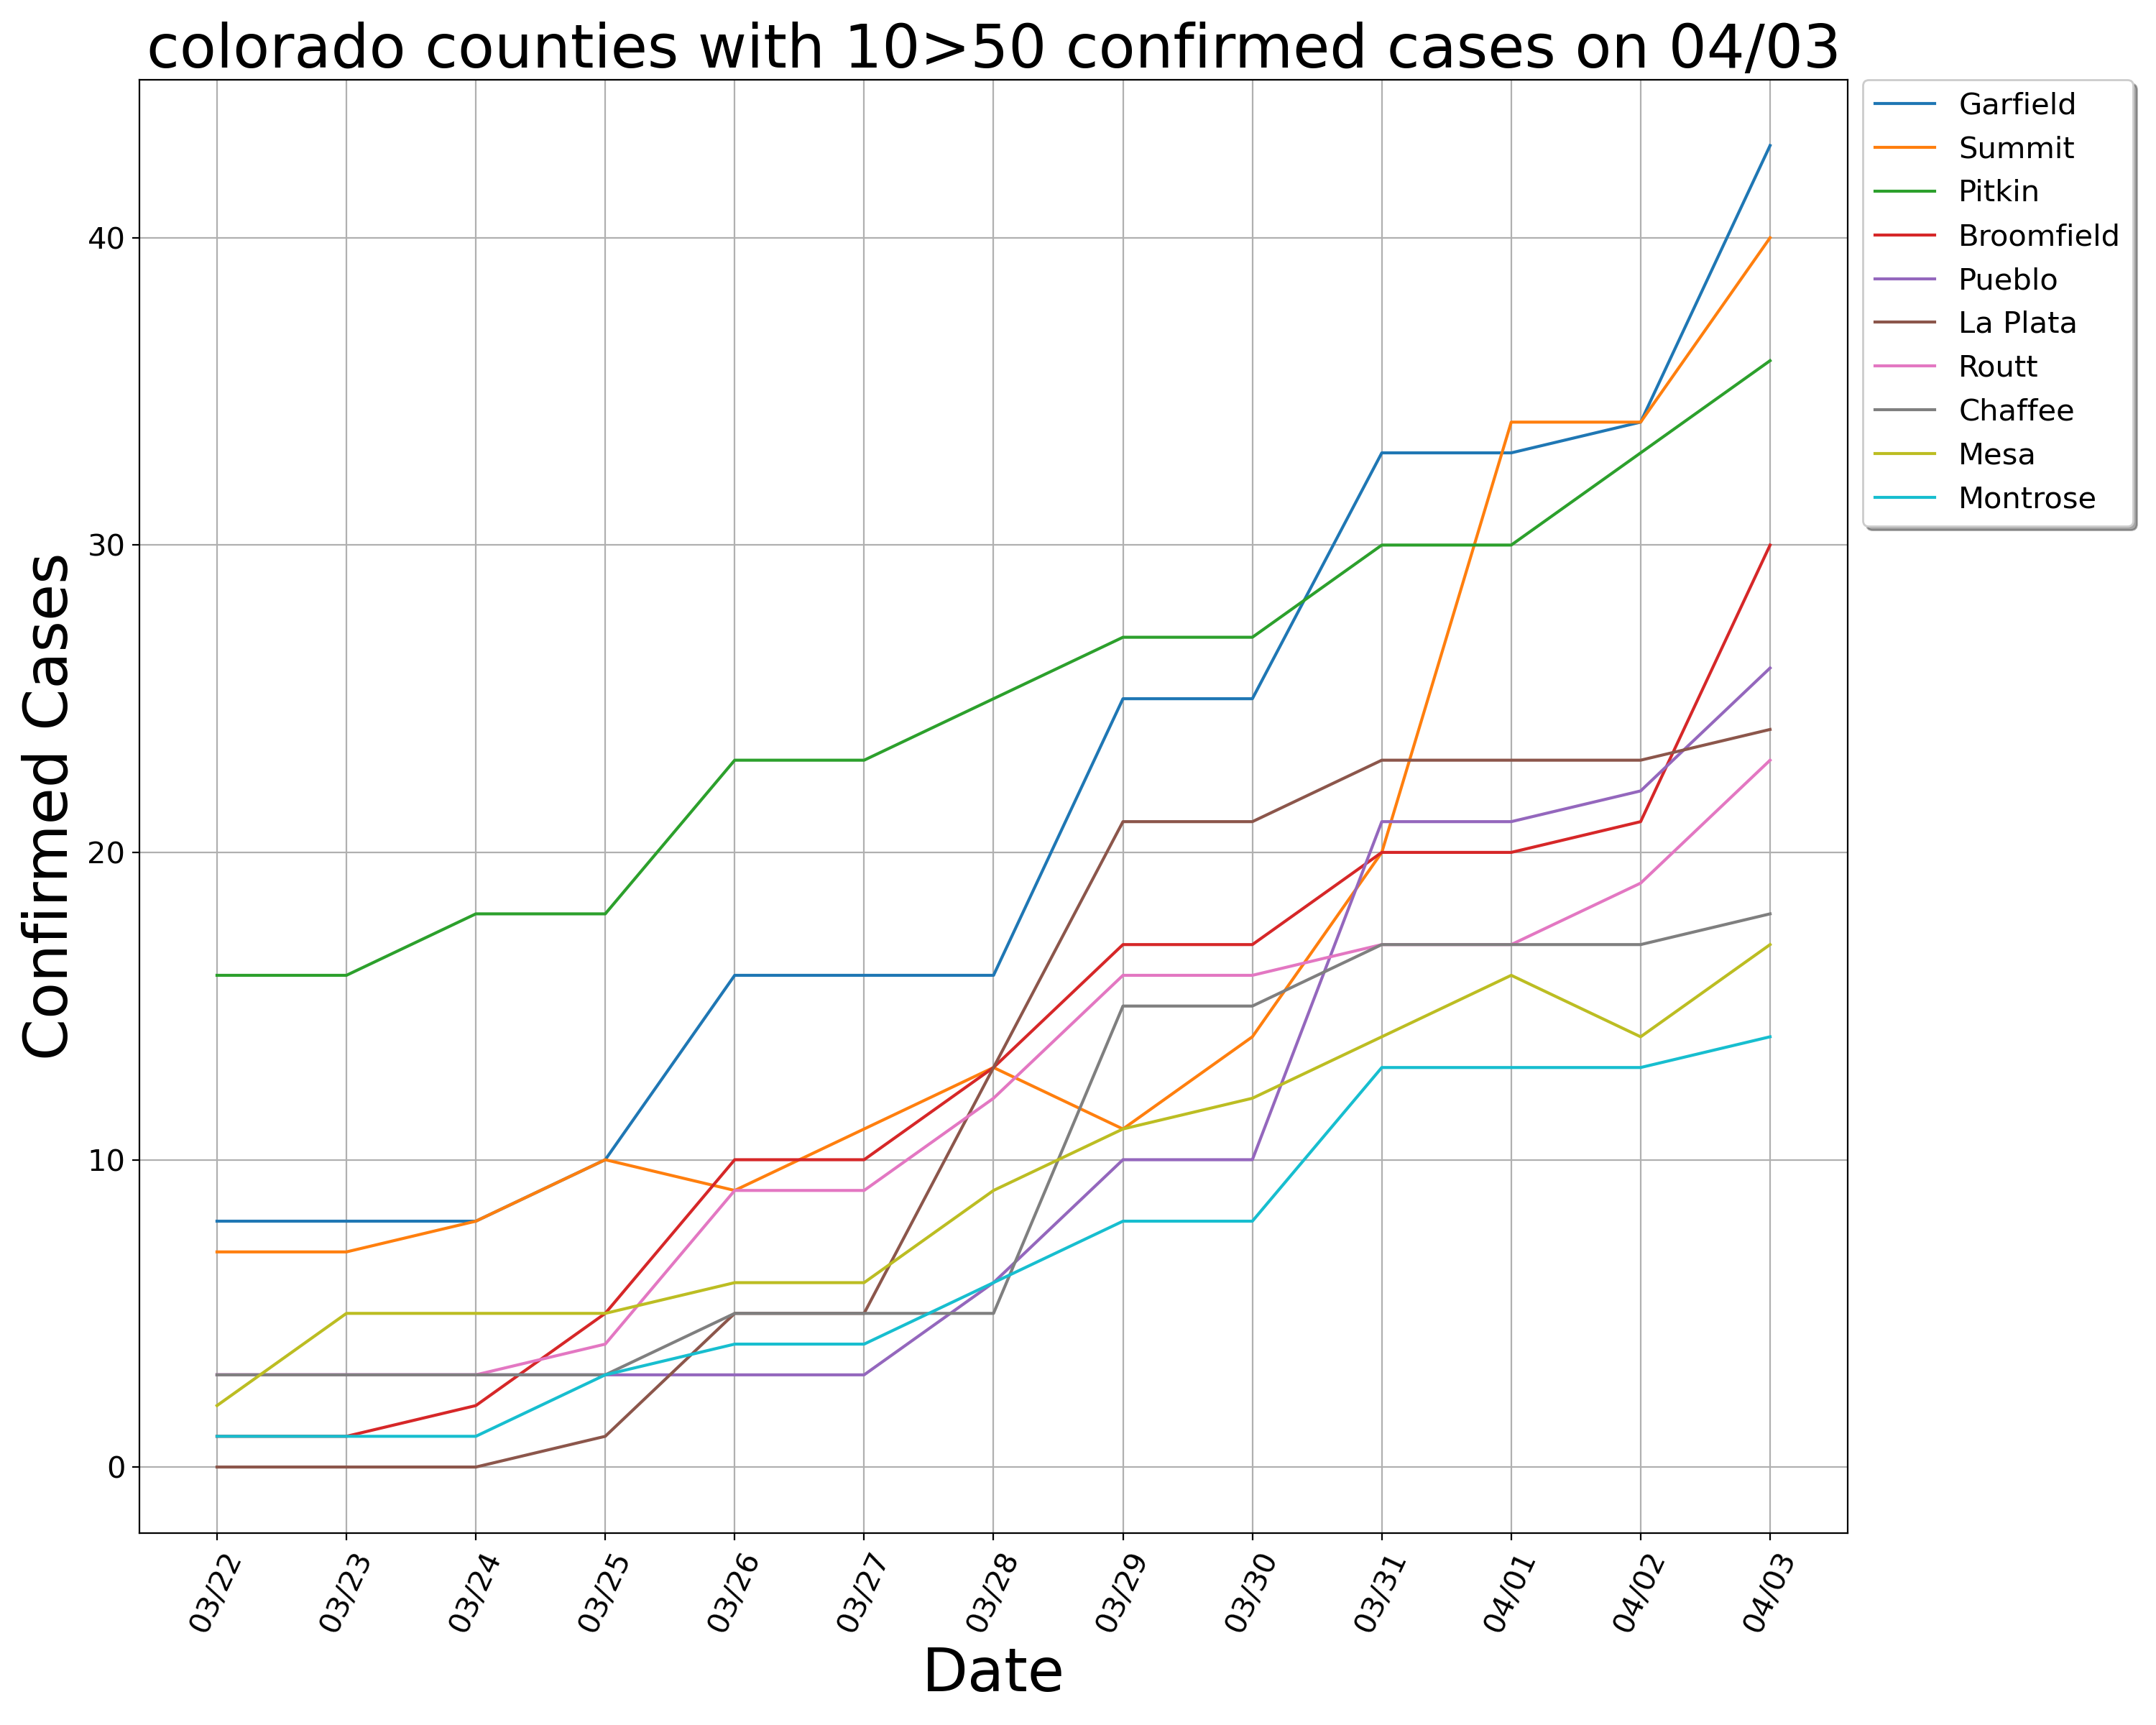 colorado counties with 10>50 confirmed cases on 04/03
Garfield
Summit
Pitkin
Broomfield
Pueblo
La Plata
Routt
Chaffee
Mesa
Montrose
Confirmed Cases
40
30
20
10
0
03/22
03/23
03/24
03/25
03/26
03/27
03/28
03/29
03/30
03/31
04/01
04/02
04/03
Date